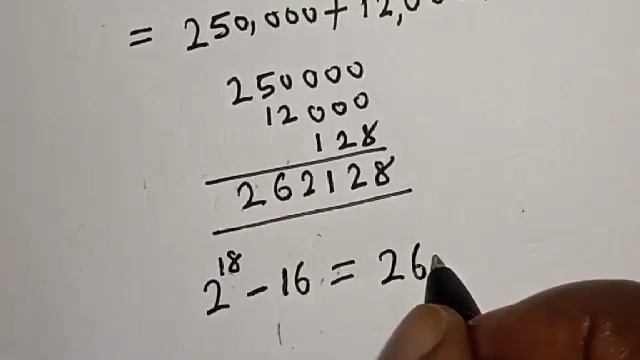 = 250,000 + 12,0
250000
12000
128
262128
2^18 - 16 = 26